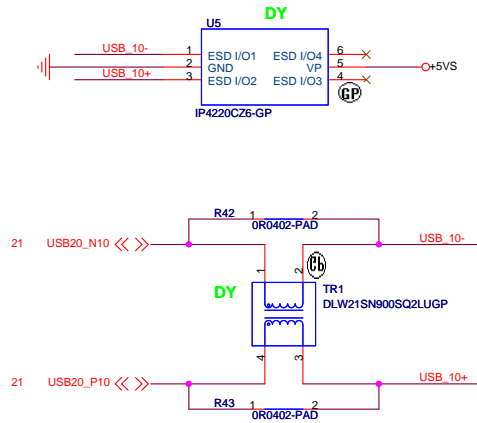 DY
U5
USB_10- 1 ESD I/O1 ESD I/O4 6
2 GND VP 5 +5VS
USB_10+ 3 ESD I/O2 ESD I/O3 4
GP
IP4220CZ6-GP
R42 1 2
0R0402-PAD
21 USB20_N10 USB_10-
1 2 Cb
DY TR1
DLW21SN900SQ2LUGP
4 3
21 USB20_P10 USB_10+
R43 1 2
0R0402-PAD